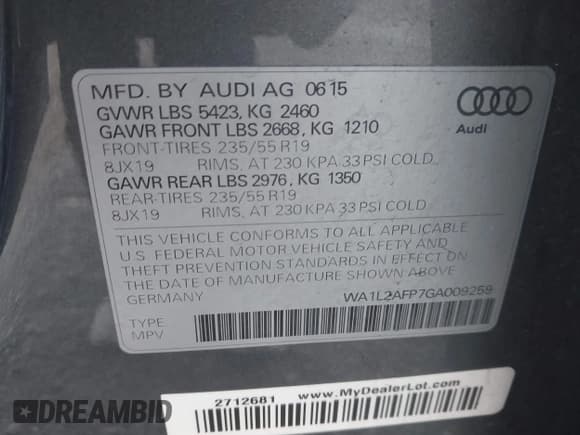 MFD. BY AUDI AG 06 15
GVWR LBS 5423, KG 2460
GAWR FRONT LBS 2668, KG 1210
FRONT-TIRES 235/55 R19
8JX19 RIMS, AT 230 KPA 33 PSI COLD
GAWR REAR LBS 2976, KG 1350
REAR-TIRES 235/55 R19
8JX19 RIMS, AT 230 KPA 33 PSI COLD
Audi
THIS VEHICLE CONFORMS TO ALL APPLICABLE
U.S. FEDERAL MOTOR VEHICLE SAFETY AND
THEFT PREVENTION STANDARDS IN EFFECT ON
THE DATE OF MANUFACTURE SHOWN ABOVE
GERMANY WA1L2AFP7GA009259
TYPE
MPV
2712681 www.MyDealerLot.com
DREAMBID